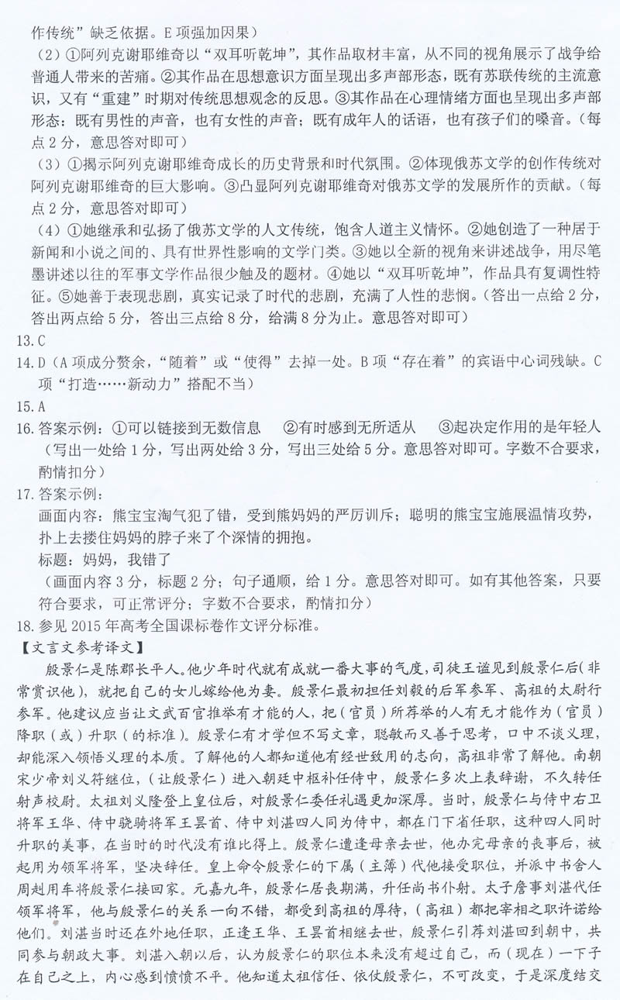 作传统”缺乏依据。E 项强加因果）
（2）①阿列克谢耶维奇以“双耳听乾坤”，其作品取材丰富，从不同的视角展示了战争给
普通人带来的苦痛。②其作品在思想意识方面呈现出多声部形态，既有苏联传统的主流意
识，又有“重建”时期对传统思想观念的反思。③其作品在心理情绪方面也呈现出多声部
形态：既有男性的声音，也有女性的声音；既有成年人的话语，也有孩子们的嗓音。（每
点 2 分，意思答对即可）
（3）①揭示阿列克谢耶维奇成长的历史背景和时代氛围。②体现俄苏文学的创作传统对
阿列克谢耶维奇的巨大影响。③凸显阿列克谢耶维奇对俄苏文学的发展所作的贡献。（每
点 2 分，意思答对即可）
（4）①她继承和弘扬了俄苏文学的人文传统，饱含人道主义情怀。②她创造了一种居于
新闻和小说之间的、具有世界性影响的文学门类。③她以全新的视角来讲述战争，用尽笔
墨讲述以往的军事文学作品很少触及的题材。④她以“双耳听乾坤”，作品具有复调性特
征。⑤她善于表现悲剧，真实记录了时代的悲剧，充满了人性的悲悯。（答出一点给 2 分，
答出两点给 5 分，答出三点给 8 分，给满 8 分为止。意思答对即可）
13. C
14. D（A 项成分赘余，“随着”或“使得”去掉一处。B 项“存在着”的宾语中心词残缺。C
项“打造……新动力”搭配不当）
15. A
16. 答案示例：①可以链接到无数信息 ②有时感到无所适从 ③起决定作用的是年轻人
（写出一处给 1 分，写出两处给 3 分，写出三处给 5 分。意思答对即可。字数不合要求，
酌情扣分）
17. 答案示例：
画面内容：熊宝宝淘气犯了错，受到熊妈妈的严厉训斥；聪明的熊宝宝施展温情攻势，
扑上去搂住妈妈的脖子来了个深情的拥抱。
标题：妈妈，我错了
（画面内容 3 分，标题 2 分；句子通顺，给 1 分。意思答对即可。如有其他答案，只要
符合要求，可正常评分；字数不合要求，酌情扣分）
18. 参见 2015 年高考全国课标卷作文评分标准。
【文言文参考译文】
殷景仁是陈郡长平人。他少年时代就有成就一番大事的气度，司徒王谧见到殷景仁后（非
常赏识他），就把自己的女儿嫁给他为妻。殷景仁最初担任刘毅的后军参军、高祖的太尉行
参军。他建议应当让文武百官推举有才能的人，把（官员）所荐举的人有无才能作为（官员）
降职（或）升职（的标准）。殷景仁有才学但不写文章，聪敏而又善于思考，口中不谈义理，
却能深入领悟义理的本质。了解他的人都知道他有经世致用的志向，高祖非常了解他。南朝
宋少帝刘义符继位，（让殷景仁）进入朝廷中枢补任侍中，殷景仁多次上表辞谢，不久转任
射声校尉。太祖刘义隆登上皇位后，对殷景仁委任礼遇更加深厚。当时，殷景仁与侍中右卫
将军王华、侍中骁骑将军王昙首、侍中刘湛四人同为侍中，都在门下省任职，这种四人同时
升职的美事，在当时的时代没有谁比得上。殷景仁遭逢母亲去世，他办完母亲的丧事后，被
起用为领军将军，坚决辞任。皇上命令殷景仁的下属（主簿）代他接受职位，并派中书舍人
周赳用车将殷景仁接回家。元嘉九年，殷景仁居丧期满，升任尚书仆射。太子詹事刘湛代任
领军将军，他与殷景仁的关系一向不错，都受到高祖的厚待，（高祖）都把宰相之职许诺给
他们。刘湛当时还在外地任职，正逢王华、王昙首相继去世，殷景仁引荐刘湛回到朝中，共
同参与朝政大事。刘湛入朝以后，认为殷景仁的职位本来没有超过自己，而（现在）一下子
在自己之上，内心感到愤愤不平。他知道太祖信任、依仗殷景仁，不可改变，于是深度结交